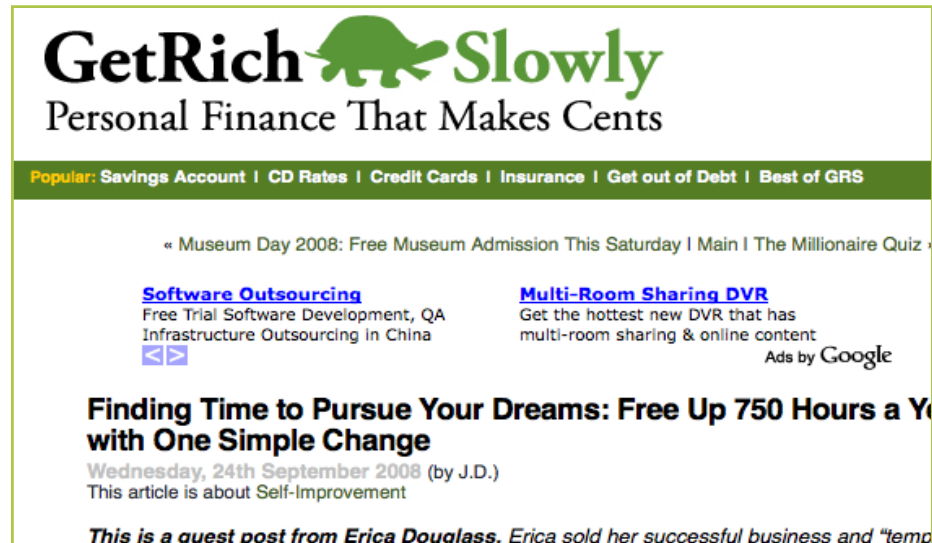 GetRich Slowly
Personal Finance That Makes Cents
Popular: Savings Account | CD Rates | Credit Cards | Insurance | Get out of Debt | Best of GRS
« Museum Day 2008: Free Museum Admission This Saturday | Main | The Millionaire Quiz »
Software Outsourcing
Free Trial Software Development, QA
Infrastructure Outsourcing in China
< >
Multi-Room Sharing DVR
Get the hottest new DVR that has
multi-room sharing & online content
Ads by Google
Finding Time to Pursue Your Dreams: Free Up 750 Hours a
with One Simple Change
Wednesday, 24th September 2008 (by J.D.)
This article is about Self-Improvement
This is a guest post from Erica Douglass. Erica sold her successful business and "temp